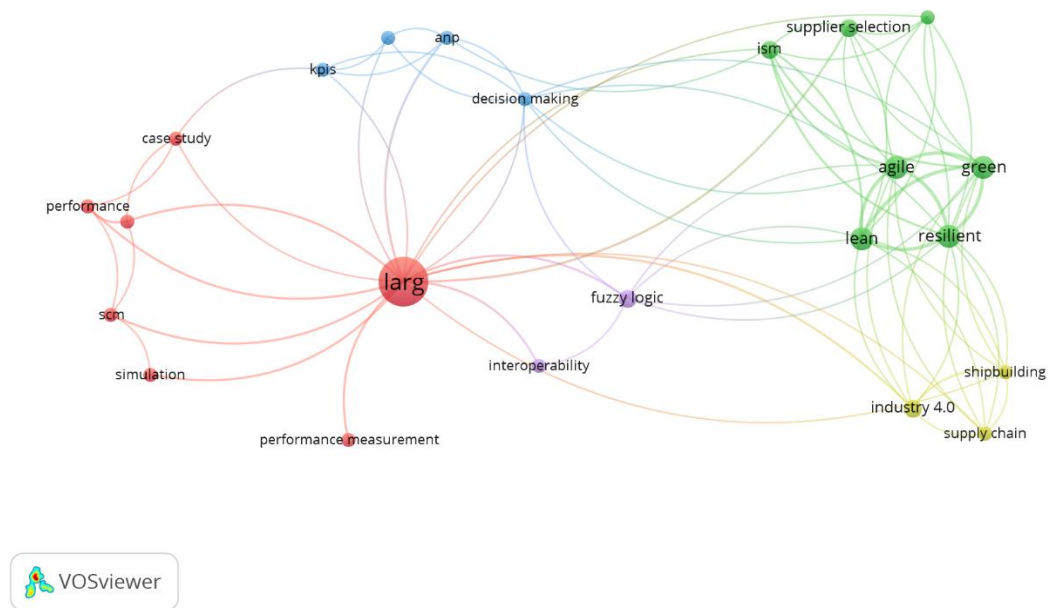 supplier selection
anp
ism
kpis
decision making
case study
agile
green
performance
lean
resilient
larg
fuzzy logic
scm
interoperability
simulation
shipbuilding
industry 4.0
supply chain
performance measurement
VOSviewer